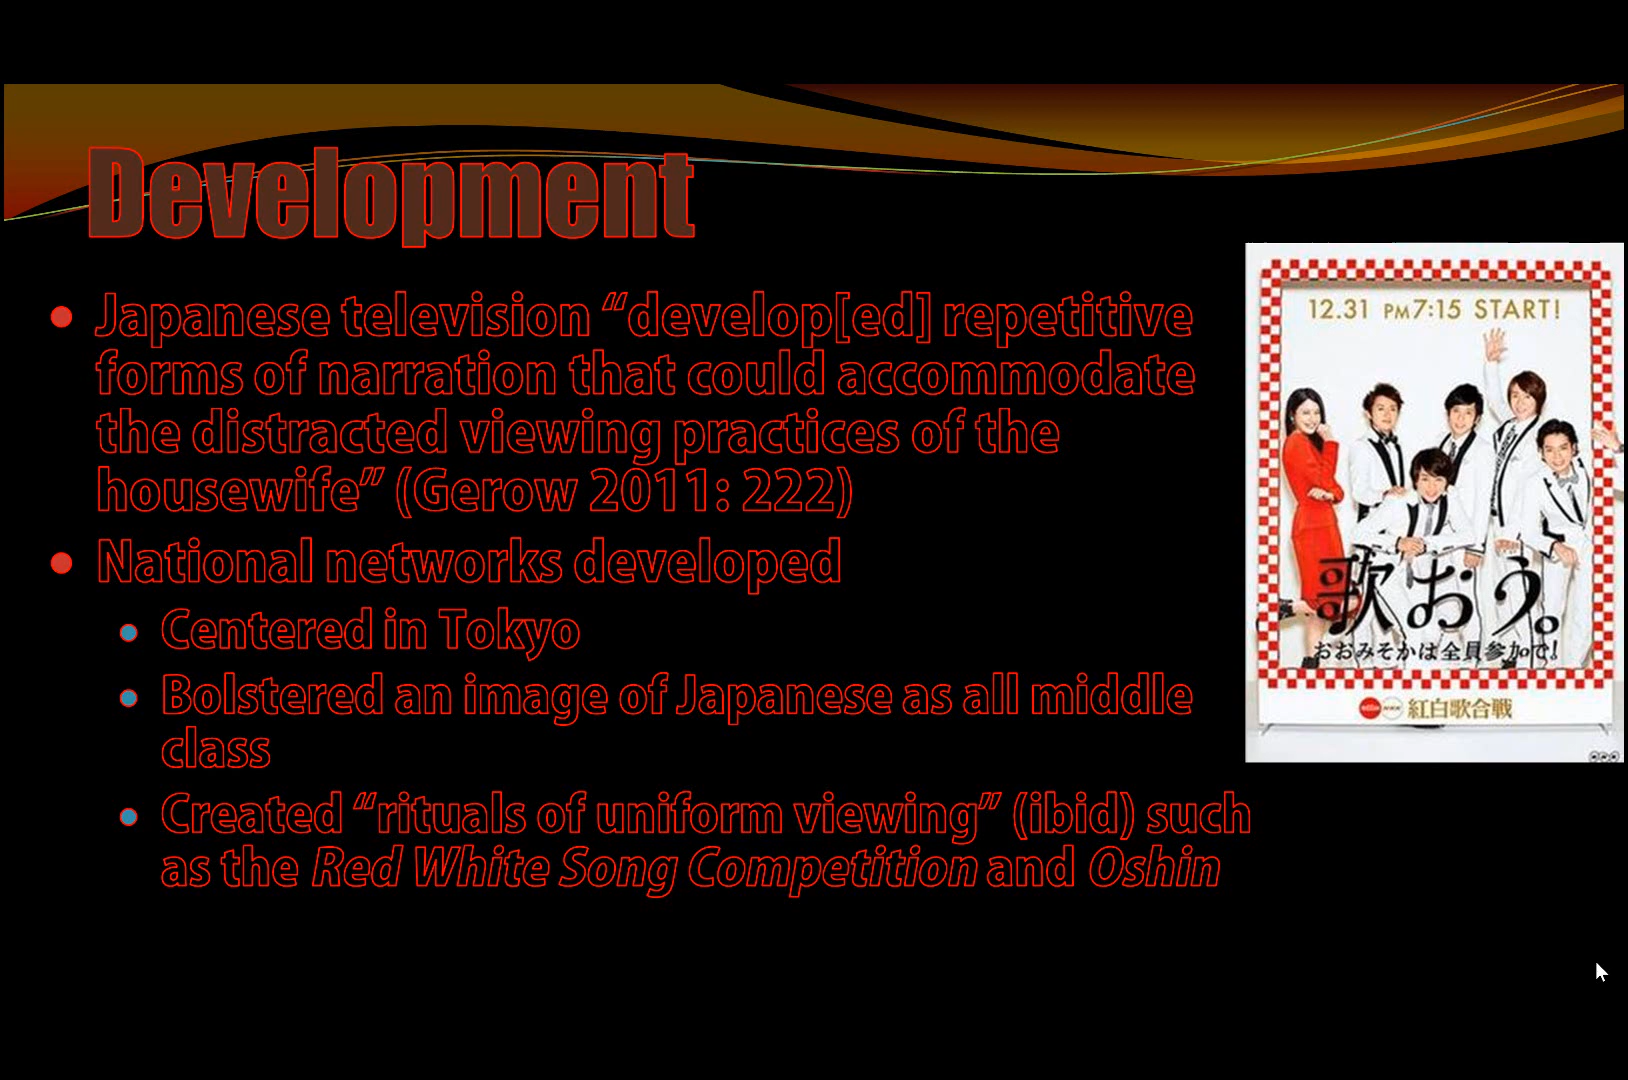 Development
Japanese television “develop[ed] repetitive
forms of narration that could accommodate
the distracted viewing practices of the
housewife” (Gerow 2011: 222)
National networks developed
Centered in Tokyo
Bolstered an image of Japanese as all middle
class
Created “rituals of uniform viewing” (ibid) such
as the Red White Song Competition and Oshin
12.31 PM7:15 START!
歌おう。
おおみそかは全員参加で!
紅白歌合戦